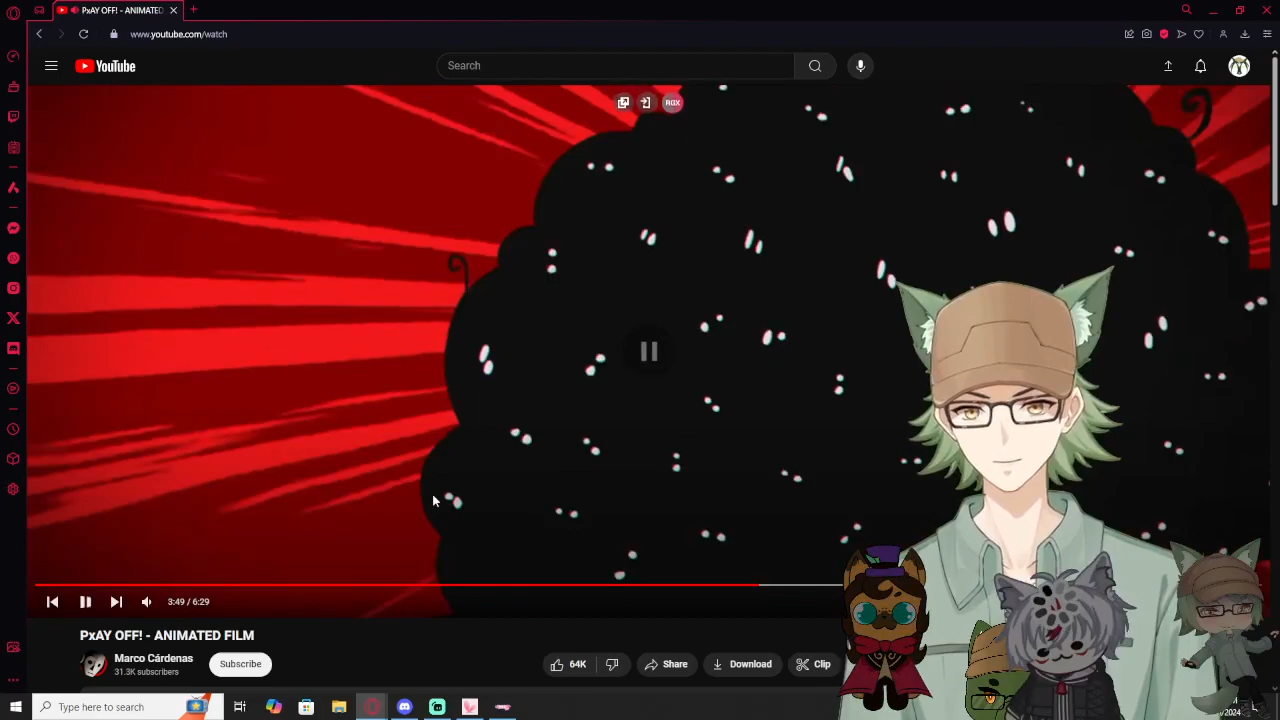 PxAY OFF! - ANIMATED
www.youtube.com/watch
YouTube
Search
RGX
3:49 / 6:29
PxAY OFF! - ANIMATED FILM
Marco Cárdenas
31.3K subscribers
Subscribe
64K
Share
Download
Clip
Type here to search